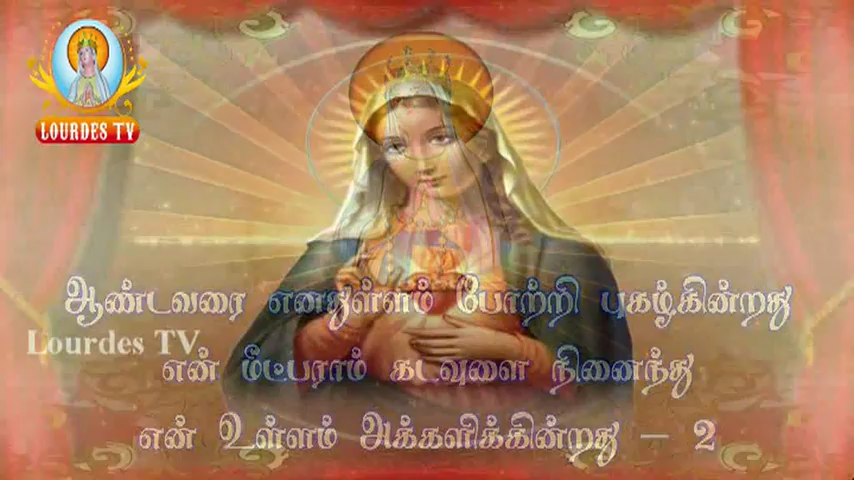 LOURDES TV
ஆண்டவரை எனதுள்ளம் போற்றி புகழ்கின்றது
Lourdes TV
என் மீட்பராம் கடவுளை நினைந்து
என் உள்ளம் அக்களிக்கின்றது – 2